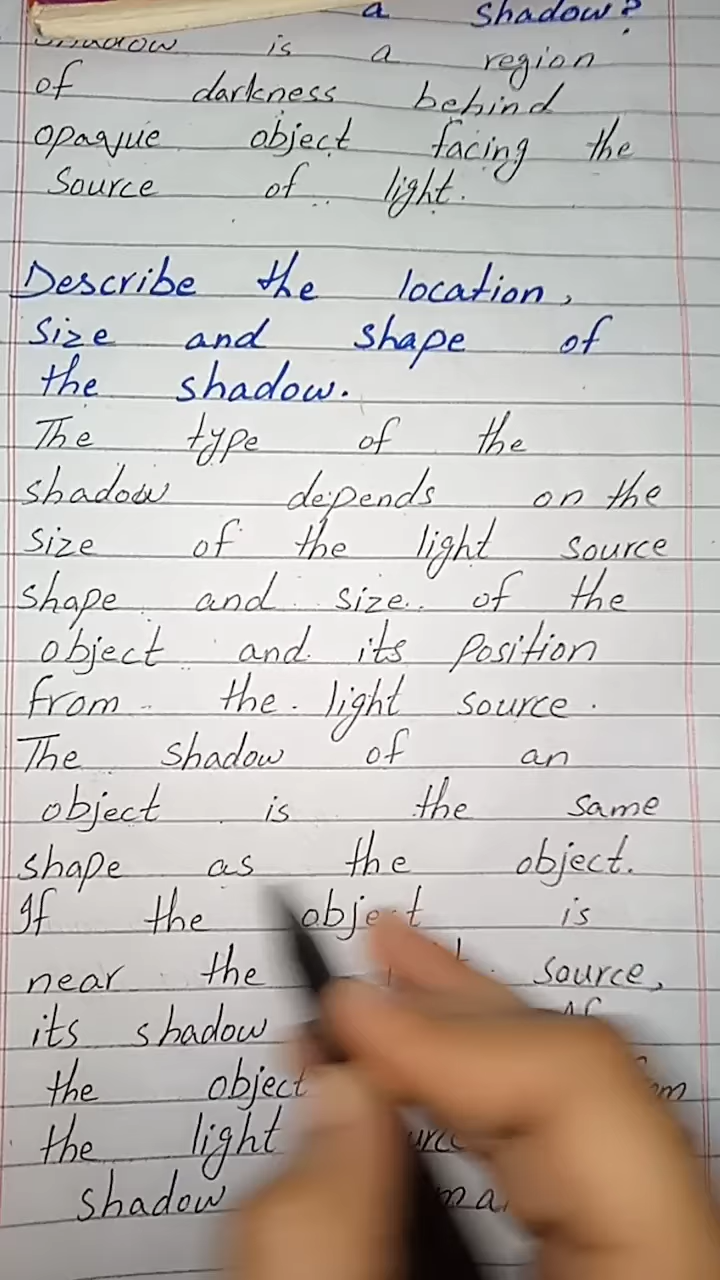 a shadow?
shadow is a region
of darkness behind
opaque object facing the
source of light.
Describe the location,
size and shape of
the shadow.
The type of the
shadow depends on the
size of the light source
shape and size of the
object and its position
from the light source.
The shadow of an
object is the same
shape as the object.
If the object is
near the source,
its shadow If
the object
the light
shadow